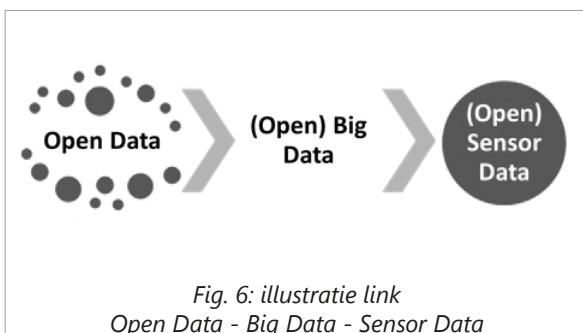 Open Data
(Open) Big
Data
(Open)
Sensor
Data
Fig. 6: illustratie link
Open Data - Big Data - Sensor Data